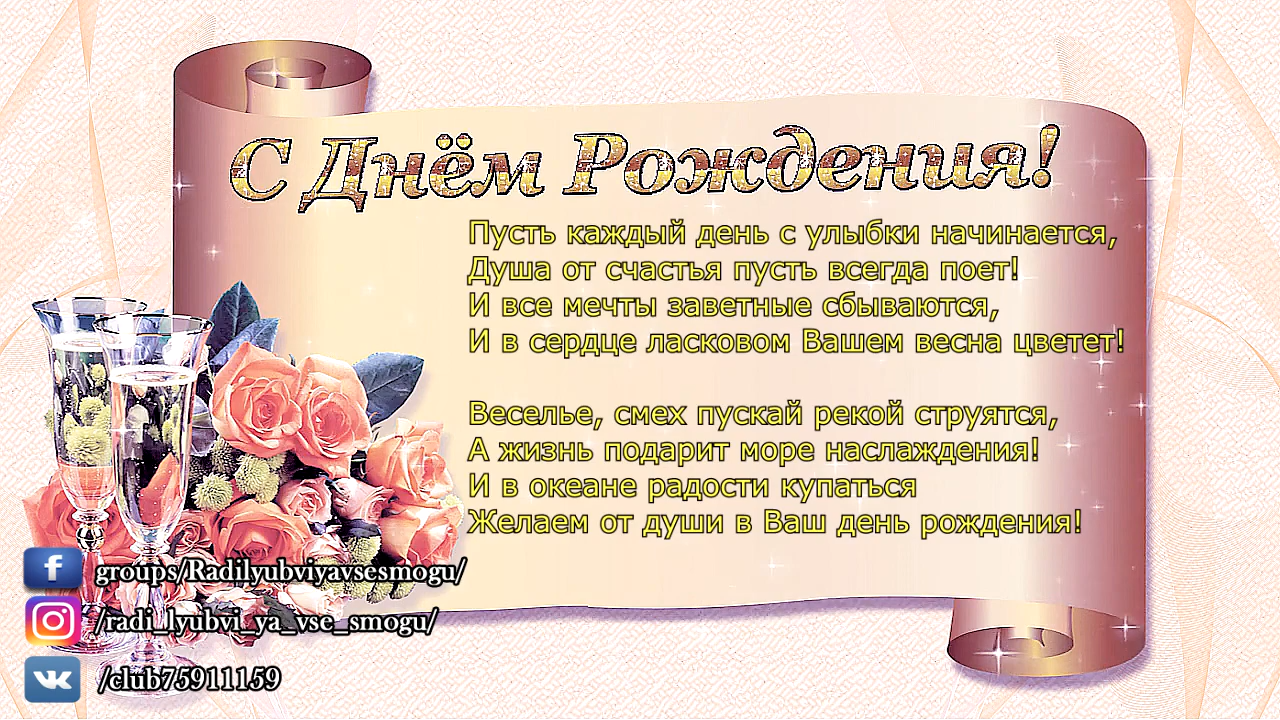 С Днём Рождения!
Пусть каждый день с улыбки начинается,
Душа от счастья пусть всегда поет!
И все мечты заветные сбываются,
И в сердце ласковом Вашем весна цветет!
Веселье, смех пускай рекой струятся,
А жизнь подарит море наслаждения!
И в океане радости купаться
Желаем от души в Ваш день рождения!
f groups/Radilyubviyavsesmogu/
/radi_lyubvi_ya_vse_smogu/
/club75911159